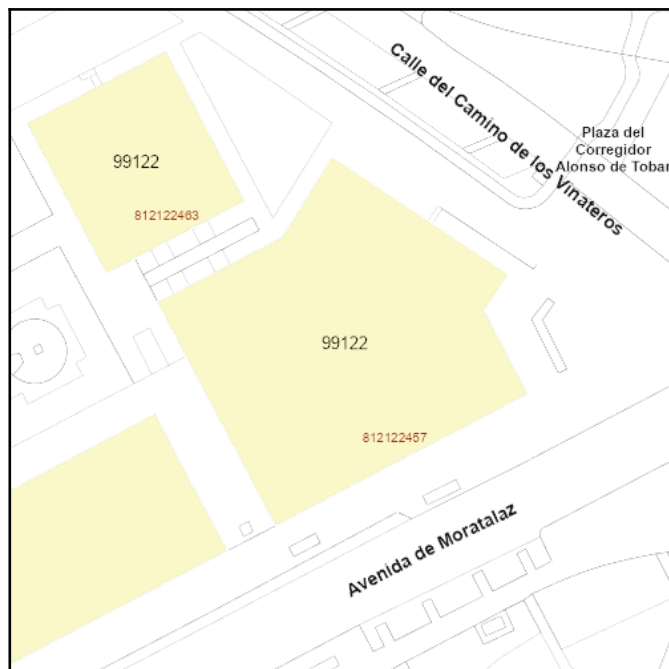 Calle del Camino de los Vinateros
Plaza del
Corregidor
Alonso de Tobar
99122
812122463
99122
812122457
Avenida de Moratalaz